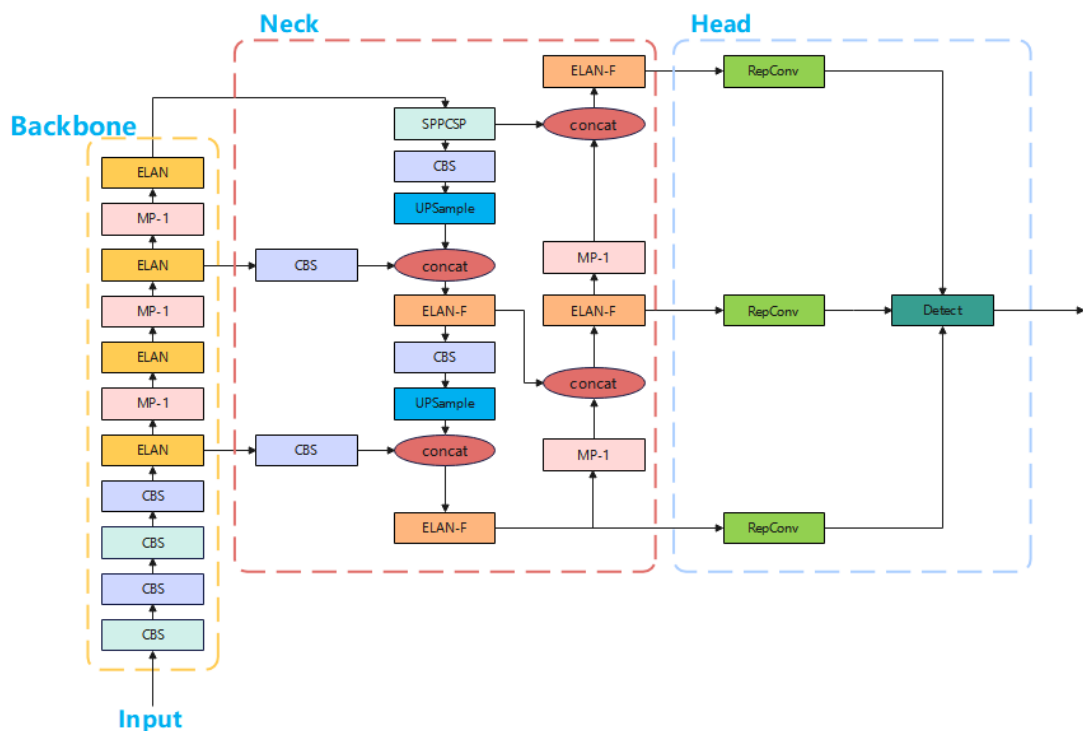 Neck
Head
Backbone
ELAN
MP-1
ELAN
MP-1
ELAN
MP-1
ELAN
CBS
CBS
CBS
CBS
Input
SPPCSP
CBS
UPSample
CBS
concat
ELAN-F
CBS
UPSample
CBS
concat
ELAN-F
ELAN-F
concat
MP-1
ELAN-F
concat
MP-1
RepConv
RepConv
Detect
RepConv